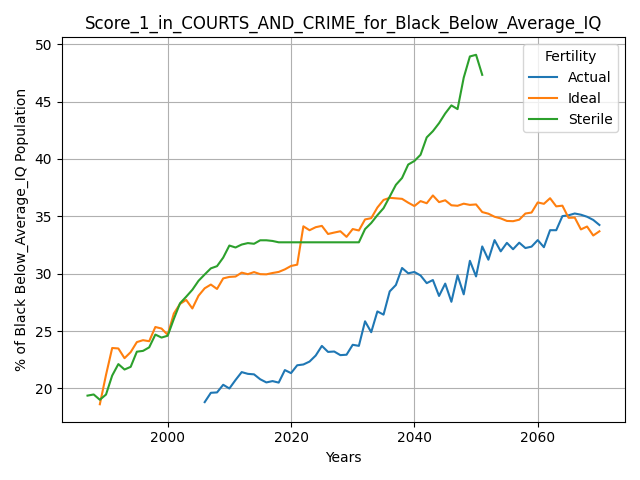 Score_1_in_COURTS_AND_CRIME_for_Black_Below_Average_IQ
% of Black Below_Average_IQ Population
50
45
40
35
30
25
20
Fertility
Actual
Ideal
Sterile
2000
2020
2040
2060
Years